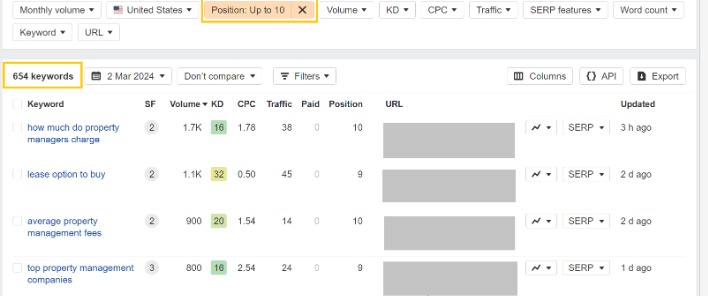 Monthly volume United States Position: Up to 10 Volume KD CPC Traffic SERP features Word count
Keyword URL
654 keywords 2 Mar 2024 Don't compare Filters Columns API Export
Keyword SF Volume KD CPC Traffic Paid Position URL Updated
how much do property
managers charge 2 1.7K 16 1.78 38 0 10 SERP 3 h ago
lease option to buy 2 1.1K 32 0.50 45 0 9 SERP 2 d ago
average property
management fees 2 900 20 1.54 14 0 10 SERP 2 d ago
top property management
companies 3 800 16 2.54 24 0 9 SERP 1 d ago